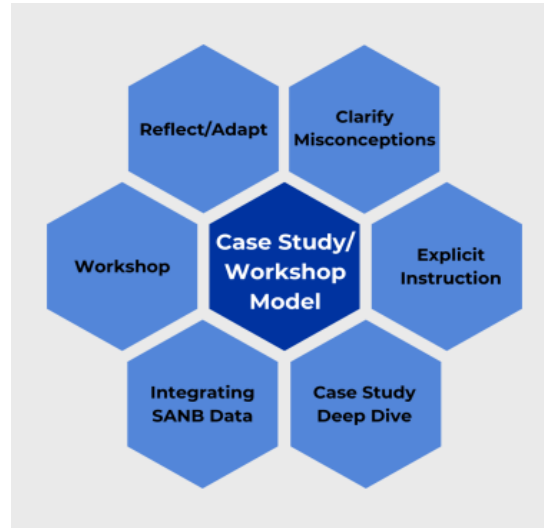 Reflect/Adapt
Clarify
Misconceptions
Workshop
Case Study/
Workshop
Model
Explicit
Instruction
Integrating
SANB Data
Case Study
Deep Dive